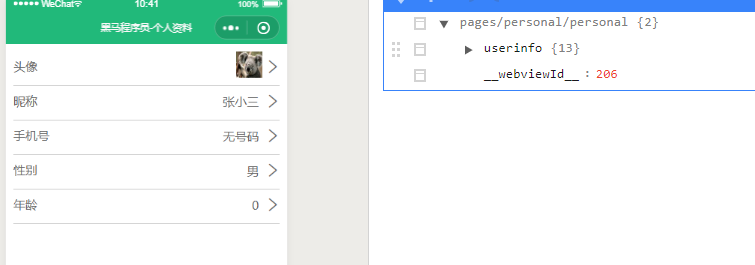 WeChat 10:41 100%
黑马程序员-个人资料
头像
昵称 张小三
手机号 无号码
性别 男
年龄 0
pages/personal/personal {2}
userinfo {13}
__webviewId__ : 206